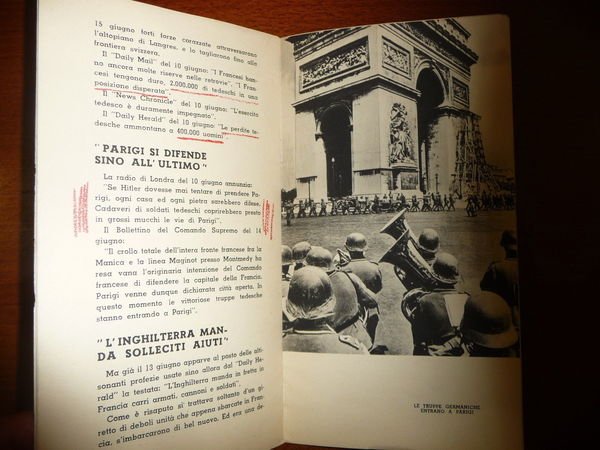 15 giugno forti forze corazzate attraversarono
l'altopiano di Langres, e lo tagliarono fino alla
frontiera svizzera.
Il "Daily Mail" del 10 giugno: "I Francesi han-
no ancora molte riserve nelle retrovie". "I Fran-
cesi tengono duro, 2.000.000 di tedeschi in una
posizione disperata".
Il "News Chronicle" del 10 giugno: "L'esercito
tedesco è duramente impegnato".
Il "Daily Herald" del 10 giugno: "Le perdite te-
desche ammontano a 400.000 uomini".
"PARIGI SI DIFENDE
SINO ALL'ULTIMO"
La radio di Londra del 10 giugno annunzia:
"Se Hitler dovesse mai tentare di prendere Pa-
rigi, ogni casa ed ogni pietra sarebbero difese.
Cadaveri di soldati tedeschi coprirebbero presto
in grossi mucchi le vie di Parigi".
Il Bollettino del Comando Supremo del 14
giugno:
"Il crollo totale dell'intera fronte francese fra la
Manica e la linea Maginot presso Montmedy ha
resa vana l'originaria intenzione del Comando
francese di difendere la capitale della Francia.
Parigi venne dunque dichiarata città aperta. In
questo momento le vittoriose truppe tedesche
stanno entrando a Parigi".
"L'INGHILTERRA MAN-
DA SOLLECITI AIUTI"
Ma già il 13 giugno apparve al posto delle alti-
sonanti profezie usate sino allora dal "Daily He-
rald" la testata: "L'Inghilterra manda in fretta in
Francia carri armati, cannoni e soldati".
Come è risaputo si trattava soltanto d'un gi-
retto di deboli unità che appena sbarcate in Fran-
cia, s'imbarcarono di bel nuovo. Ed era una de-
LE TRUPPE GERMANICHE
ENTRANO A PARIGI